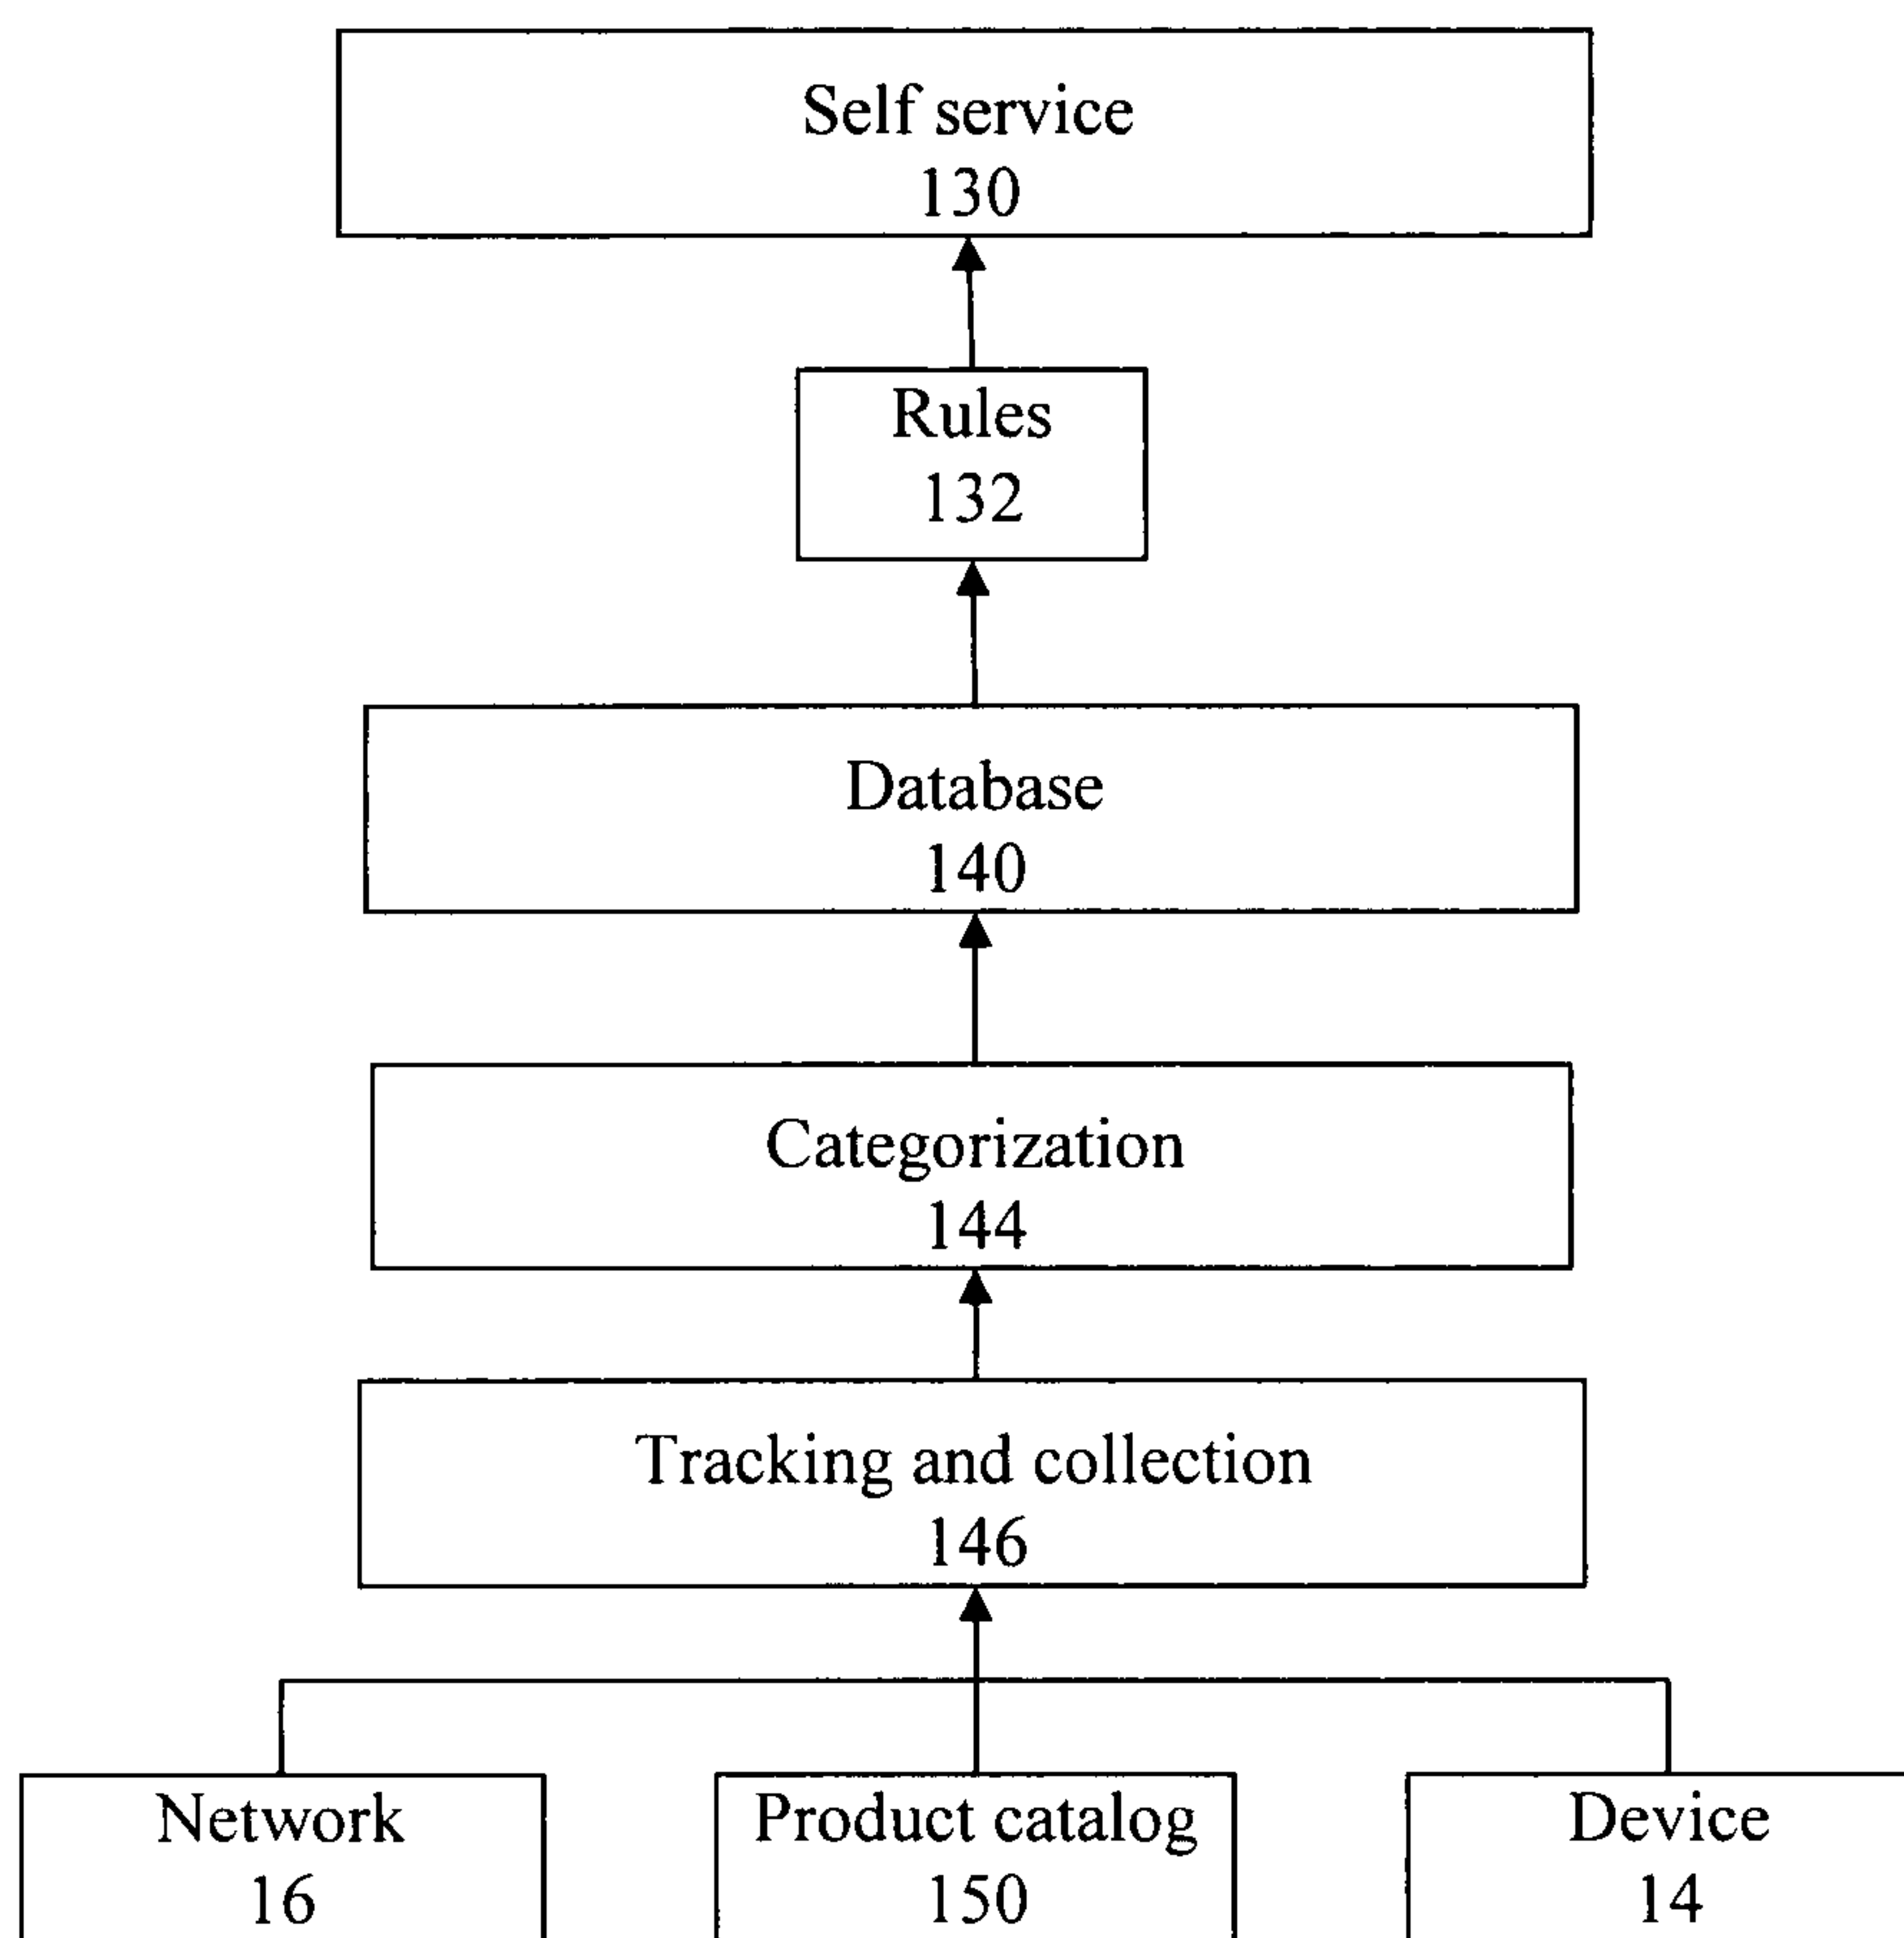 Self service
130
Rules
132
Database
140
Categorization
144
Tracking and collection
146
Network
16
Product catalog
150
Device
14